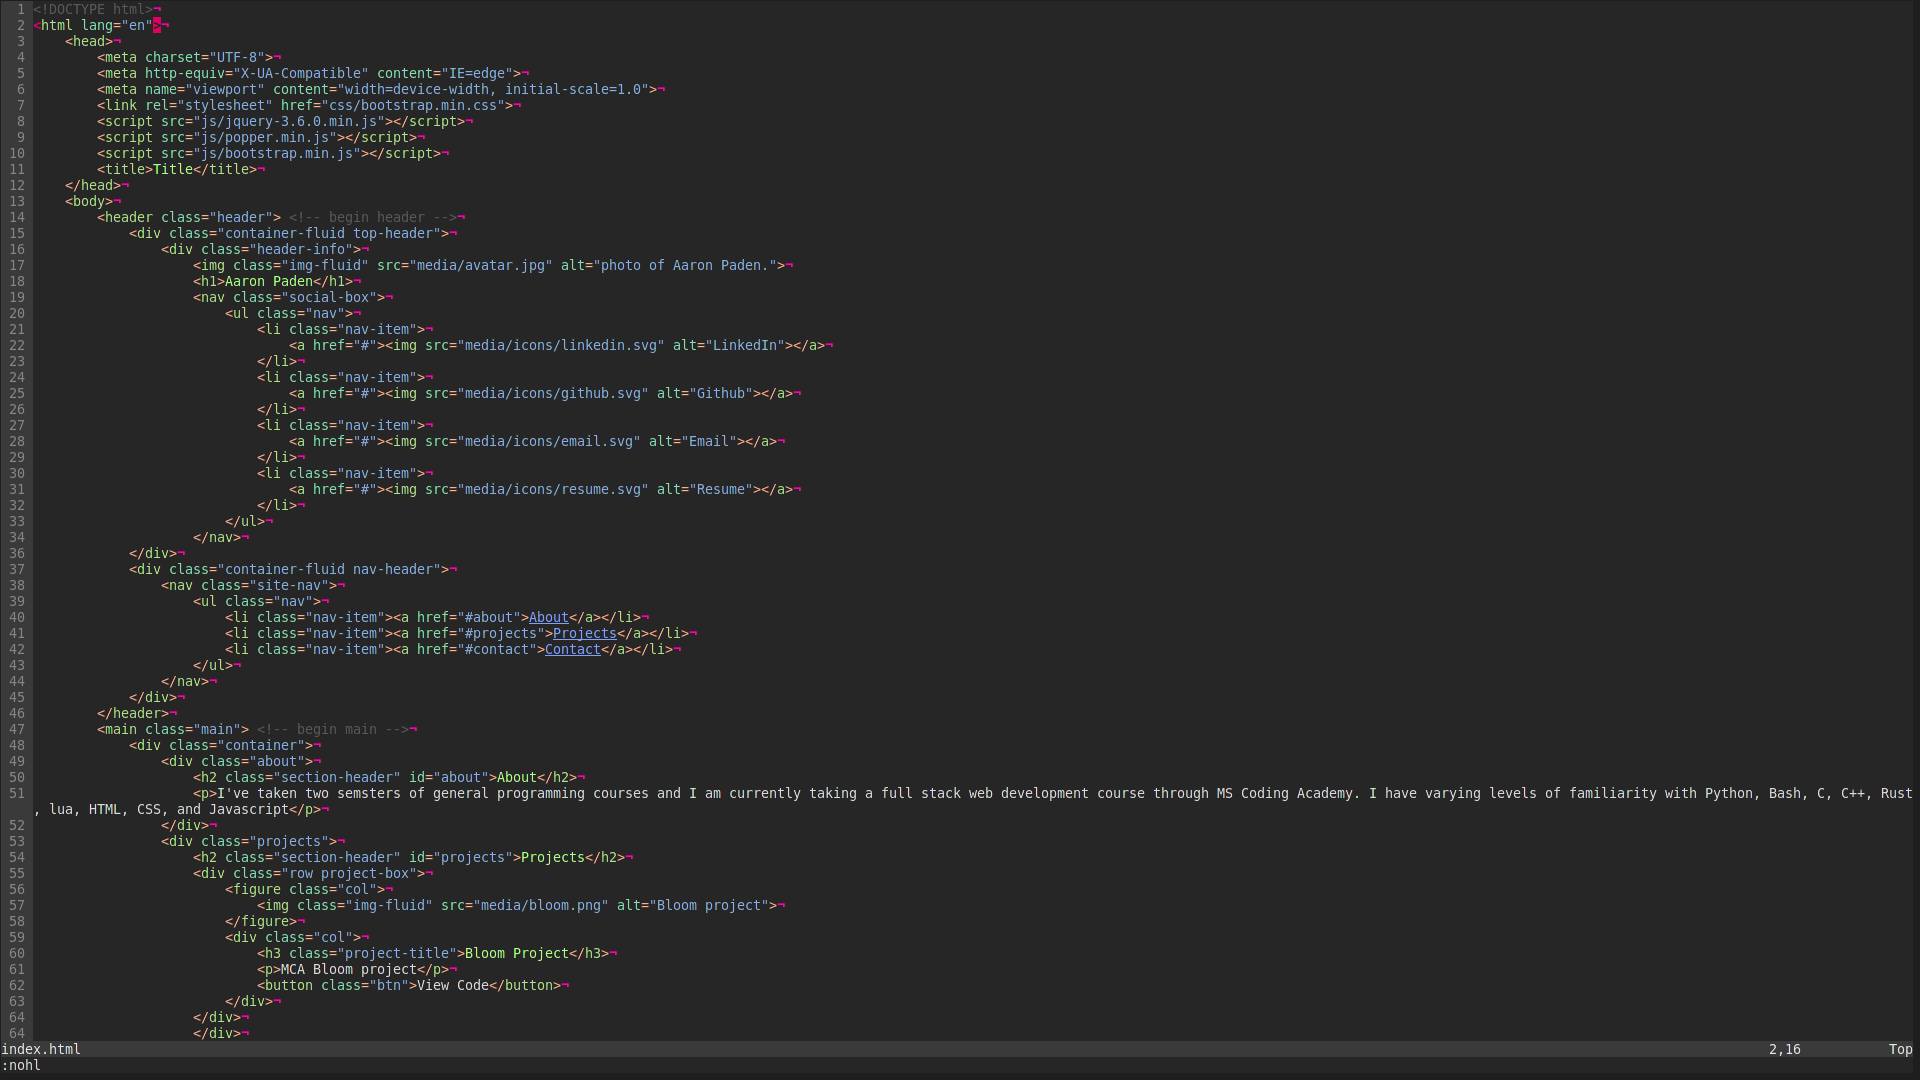 1 <!DOCTYPE html>¬
2 <html lang="en">¬
3     <head>¬
4         <meta charset="UTF-8">¬
5         <meta http-equiv="X-UA-Compatible" content="IE=edge">¬
6         <meta name="viewport" content="width=device-width, initial-scale=1.0">¬
7         <link rel="stylesheet" href="css/bootstrap.min.css">¬
8         <script src="js/jquery-3.6.0.min.js"></script>¬
9         <script src="js/popper.min.js"></script>¬
10         <script src="js/bootstrap.min.js"></script>¬
11         <title>Title</title>¬
12     </head>¬
13     <body>¬
14         <header class="header"> <!-- begin header -->¬
15             <div class="container-fluid top-header">¬
16                 <div class="header-info">¬
17                     <img class="img-fluid" src="media/avatar.jpg" alt="photo of Aaron Paden.">¬
18                     <h1>Aaron Paden</h1>¬
19                     <nav class="social-box">¬
20                         <ul class="nav">¬
21                             <li class="nav-item">¬
22                                 <a href="#"><img src="media/icons/linkedin.svg" alt="LinkedIn"></a>¬
23                             </li>¬
24                             <li class="nav-item">¬
25                                 <a href="#"><img src="media/icons/github.svg" alt="Github"></a>¬
26                             </li>¬
27                             <li class="nav-item">¬
28                                 <a href="#"><img src="media/icons/email.svg" alt="Email"></a>¬
29                             </li>¬
30                             <li class="nav-item">¬
31                                 <a href="#"><img src="media/icons/resume.svg" alt="Resume"></a>¬
32                             </li>¬
33                         </ul>¬
34                     </nav>¬
36             </div>¬
37             <div class="container-fluid nav-header">¬
38                 <nav class="site-nav">¬
39                     <ul class="nav">¬
40                         <li class="nav-item"><a href="#about">About</a></li>¬
41                         <li class="nav-item"><a href="#projects">Projects</a></li>¬
42                         <li class="nav-item"><a href="#contact">Contact</a></li>¬
43                     </ul>¬
44                 </nav>¬
45             </div>¬
46         </header>¬
47         <main class="main"> <!-- begin main -->¬
48             <div class="container">¬
49                 <div class="about">¬
50                     <h2 class="section-header" id="about">About</h2>¬
51                     <p>I've taken two semsters of general programming courses and I am currently taking a full stack web development course through MS Coding Academy. I have varying levels of familiarity with Python, Bash, C, C++, Rust
, lua, HTML, CSS, and Javascript</p>¬
52                 </div>¬
53                 <div class="projects">¬
54                     <h2 class="section-header" id="projects">Projects</h2>¬
55                     <div class="row project-box">¬
56                         <figure class="col">¬
57                             <img class="img-fluid" src="media/bloom.png" alt="Bloom project">¬
58                         </figure>¬
59                         <div class="col">¬
60                             <h3 class="project-title">Bloom Project</h3>¬
61                             <p>MCA Bloom project</p>¬
62                             <button class="btn">View Code</button>¬
63                         </div>¬
64                     </div>¬
64                     </div>¬
index.html 2,16 Top
:nohl